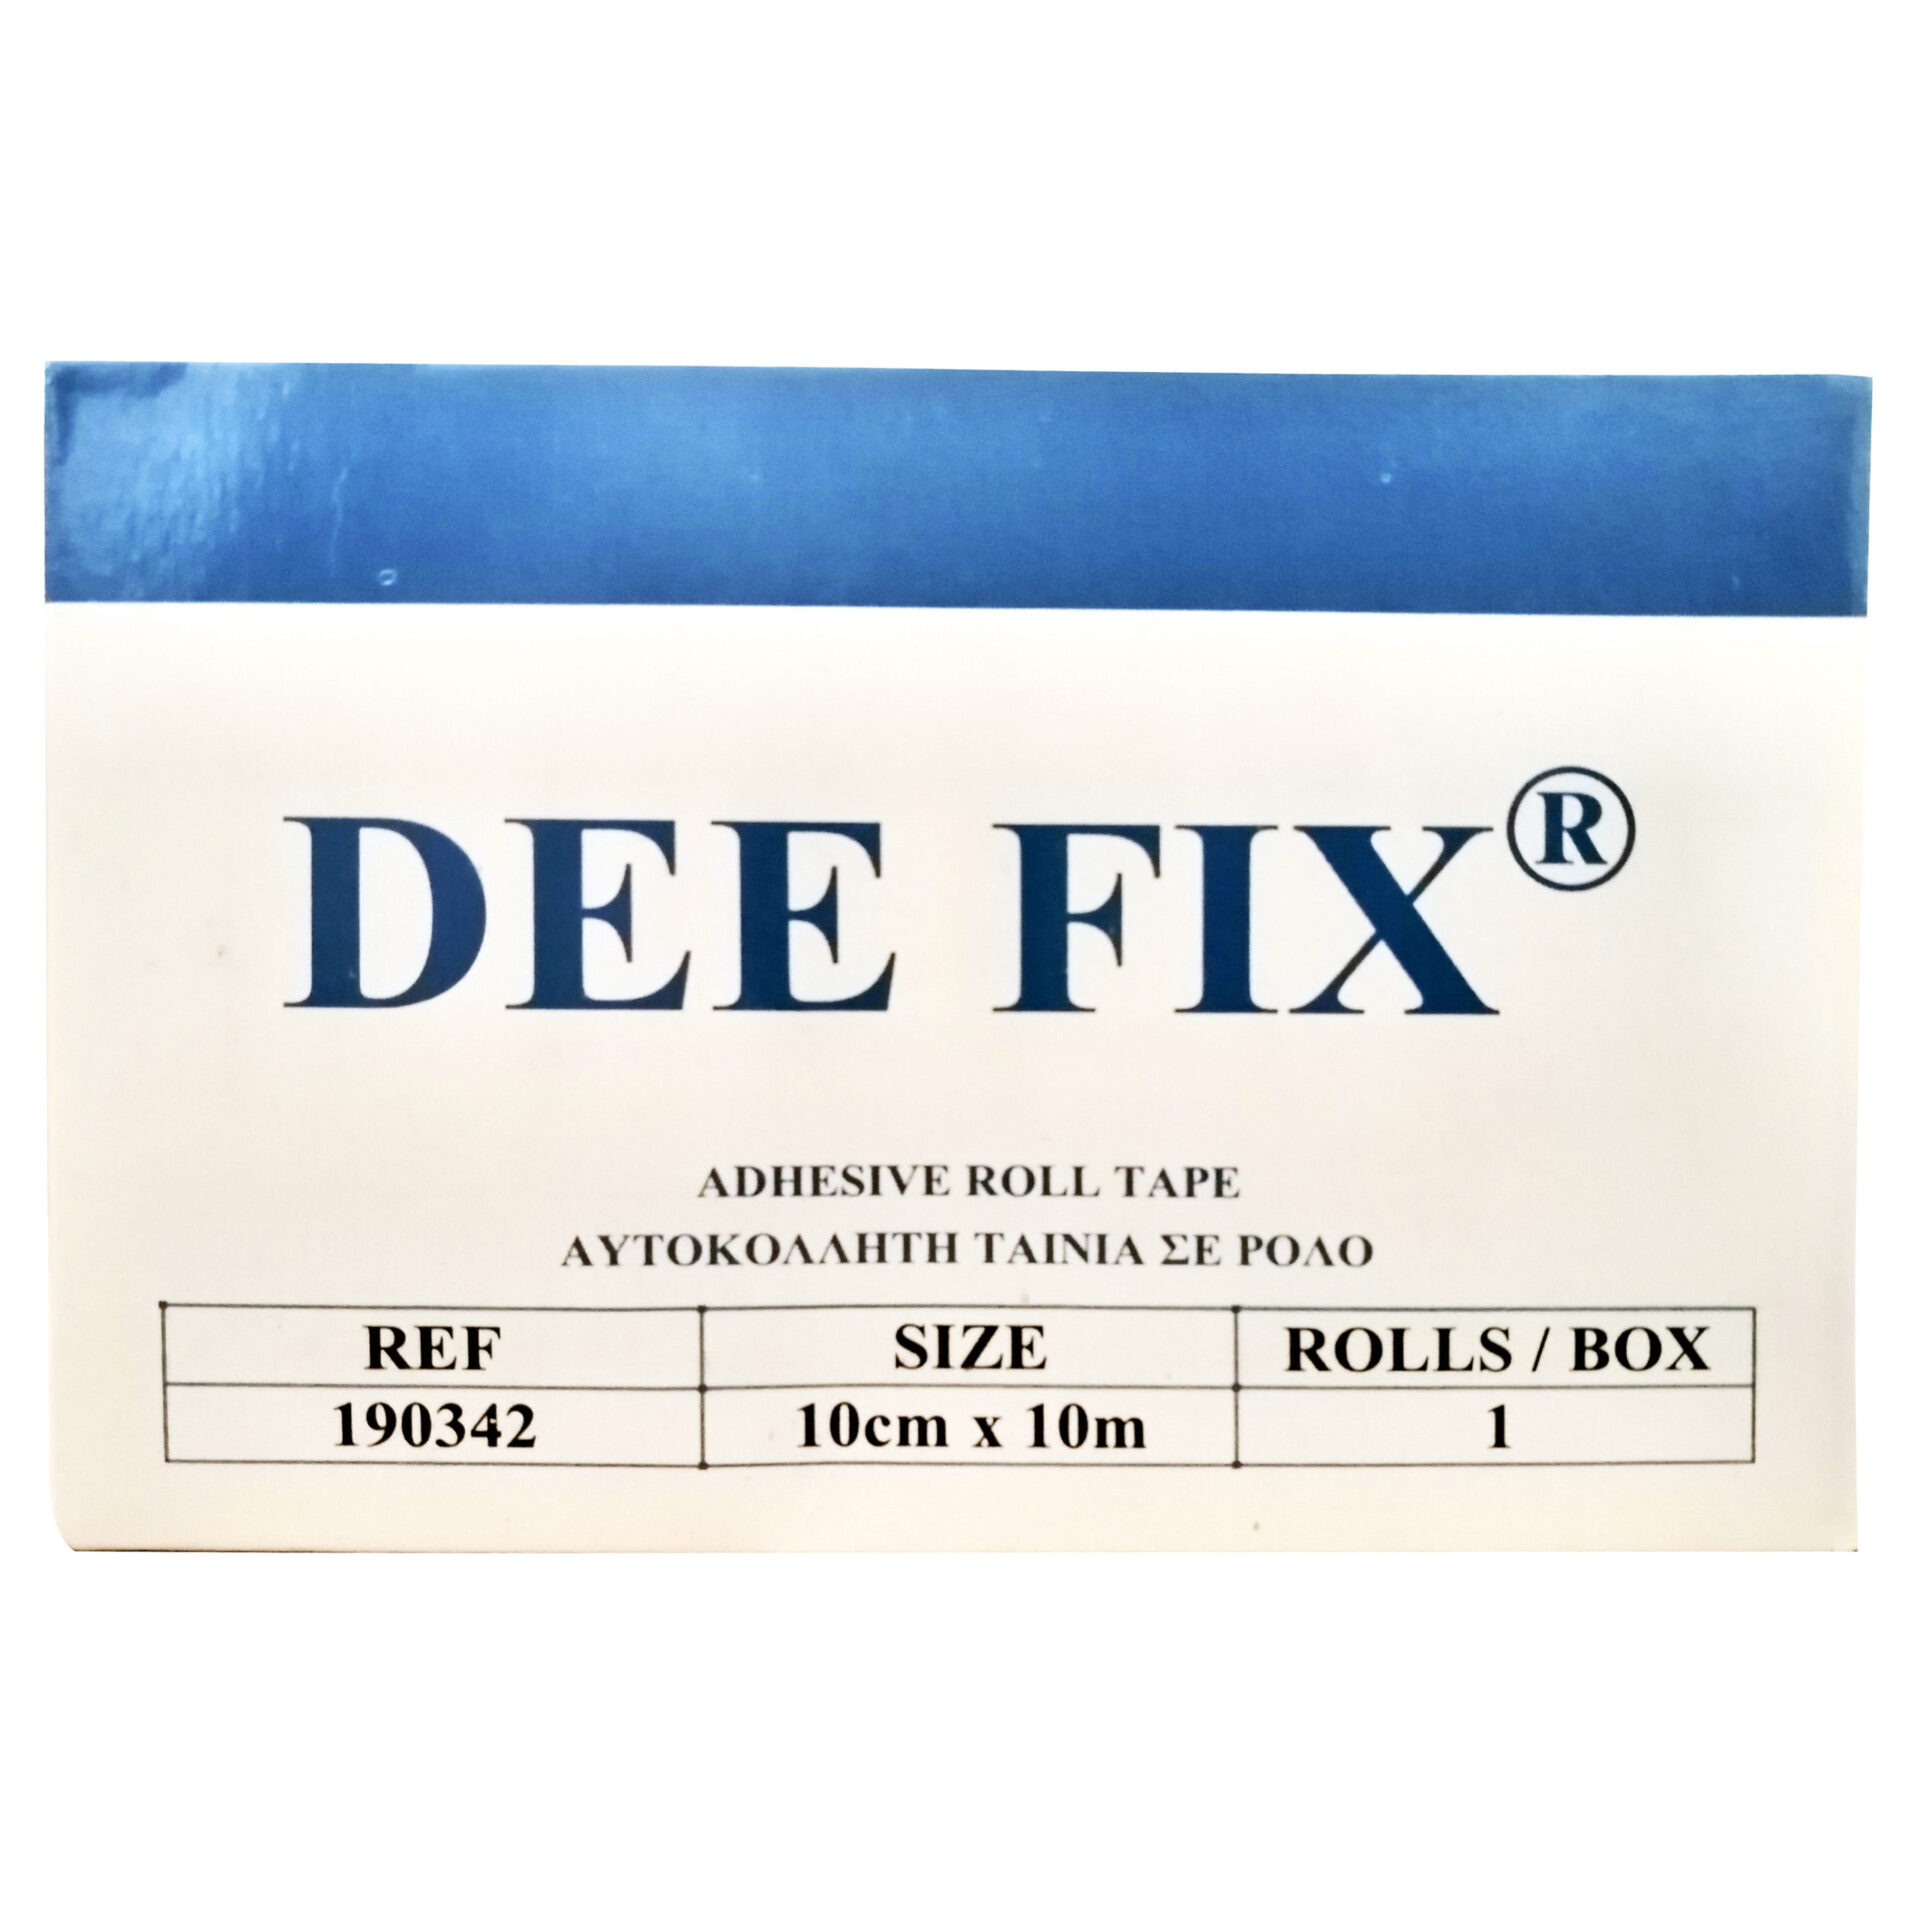 DEE FIX®
ADHESIVE ROLL TAPE
ΑΥΤΟΚΟΛΛΗΤΗ ΤΑΙΝΙΑ ΣΕ ΡΟΛΟ
REF SIZE ROLLS / BOX
190342 10cm x 10m 1